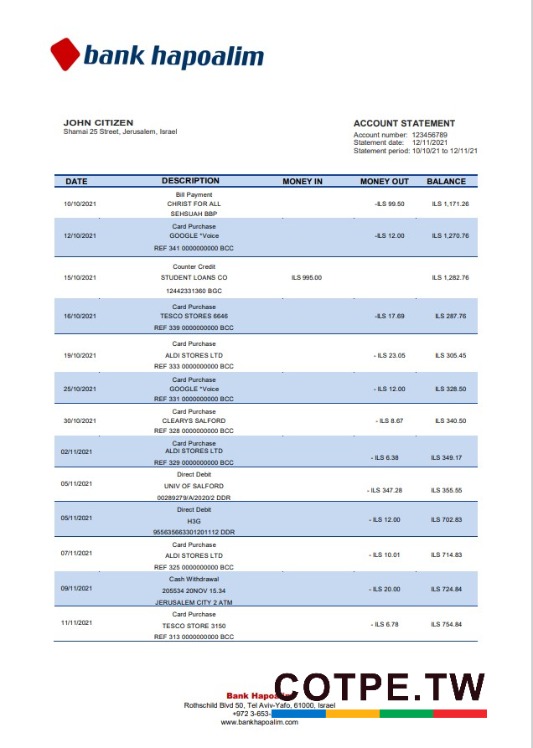 bank hapoalim
JOHN CITIZEN
Shamai 25 Street, Jerusalem, Israel
ACCOUNT STATEMENT
Account number: 123456789
Statement date: 12/11/2021
Statement period: 10/10/21 to 12/11/21
DATE DESCRIPTION MONEY IN MONEY OUT BALANCE
Bill Payment
10/10/2021 CHRIST FOR ALL -ILS 99.50 ILS 1,171.26
SEHSUAH BBP
Card Purchase
12/10/2021 GOOGLE *Voice -ILS 12.00 ILS 1,270.76
REF 341 0000000000 BCC
Counter Credit
15/10/2021 STUDENT LOANS CO ILS 995.00 ILS 1,282.76
12442331360 BGC
Card Purchase
16/10/2021 TESCO STORES 6646 -ILS 17.69 ILS 287.76
REF 339 0000000000 BCC
Card Purchase
19/10/2021 ALDI STORES LTD - ILS 23.05 ILS 305.45
REF 333 0000000000 BCC
Card Purchase
25/10/2021 GOOGLE *Voice - ILS 12.00 ILS 328.50
REF 331 0000000000 BCC
Card Purchase
30/10/2021 CLEARYS SALFORD - ILS 8.67 ILS 340.50
REF 328 0000000000 BCC
Card Purchase
02/11/2021 ALDI STORES LTD - ILS 6.38 ILS 349.17
REF 329 0000000000 BCC
Direct Debit
05/11/2021 UNIV OF SALFORD - ILS 347.28 ILS 355.55
00289279/A/2020/2 DDR
Direct Debit
05/11/2021 H3G - ILS 12.00 ILS 702.83
955635663301201112 DDR
Card Purchase
07/11/2021 ALDI STORES LTD - ILS 10.01 ILS 714.83
REF 325 0000000000 BCC
Cash Withdrawal
09/11/2021 205534 20NOV 15.34 - ILS 20.00 ILS 724.84
JERUSALEM CITY 2 ATM
Card Purchase
11/11/2021 TESCO STORE 3150 - ILS 6.78 ILS 754.84
REF 313 0000000000 BCC
Bank
Rothschild Blvd 50, Tel Aviv-Yafo, 61000, Israel
+972 3-653-
www.bankhapoalim.com
COTPE.TW